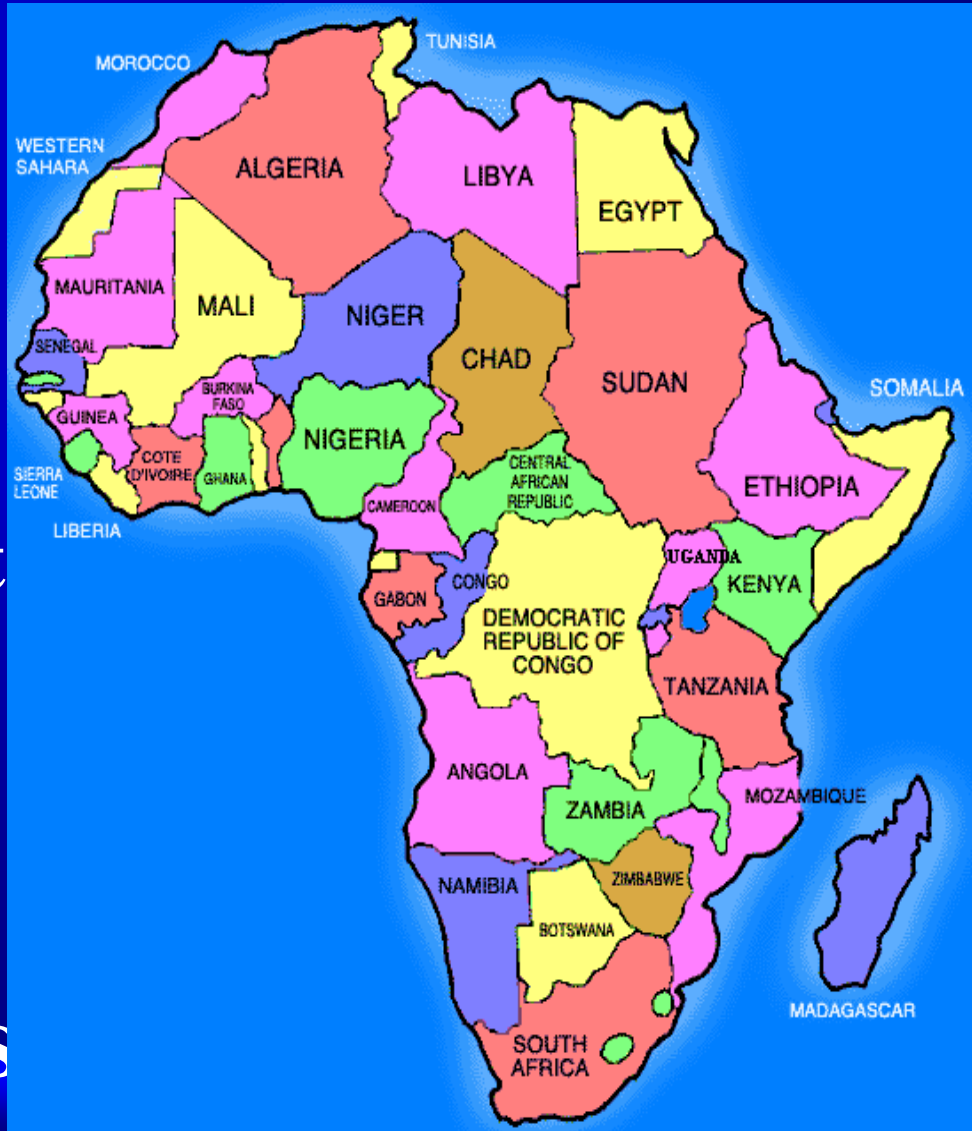 TUNISIA
MOROCCO
WESTERN
SAHARA
ALGERIA
LIBYA
EGYPT
MAURITANIA
MALI
NIGER
CHAD
SUDAN
SENEGAL
SOMALIA
BURKINA
FASO
GUINEA
NIGERIA
COTE
D'IVOIRE
GHANA
CENTRAL
AFRICAN
REPUBLIC
SIERRA
LEONE
ETHIOPIA
CAMEROON
LIBERIA
UGANDA
CONGO
KENYA
GABON
DEMOCRATIC
REPUBLIC OF
CONGO
TANZANIA
ANGOLA
MOZAMBIQUE
ZAMBIA
NAMIBIA
ZIMBABWE
BOTSWANA
MADAGASCAR
SOUTH
AFRICA